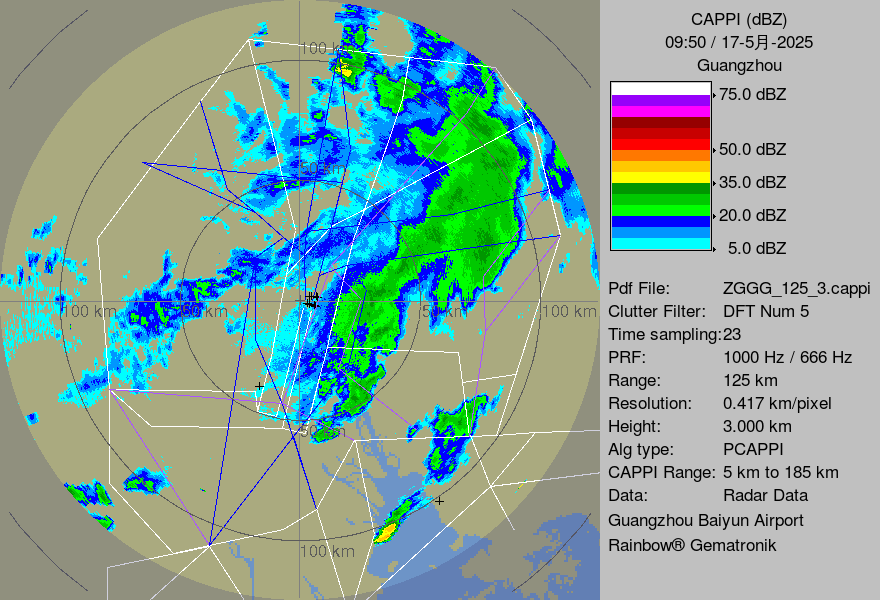 CAPPI (dBZ)
09:50 / 17-5月-2025
Guangzhou
75.0 dBZ
50.0 dBZ
35.0 dBZ
20.0 dBZ
5.0 dBZ
Pdf File: ZGGG_125_3.cappi
Clutter Filter: DFT Num 5
Time sampling:23
PRF: 1000 Hz / 666 Hz
Range: 125 km
Resolution: 0.417 km/pixel
Height: 3.000 km
Alg type: PCAPPI
CAPPI Range: 5 km to 185 km
Data: Radar Data
Guangzhou Baiyun Airport
Rainbow® Gematronik
100 km
50 km
100 km
50 km
50 km
100 km
50 km
100 km